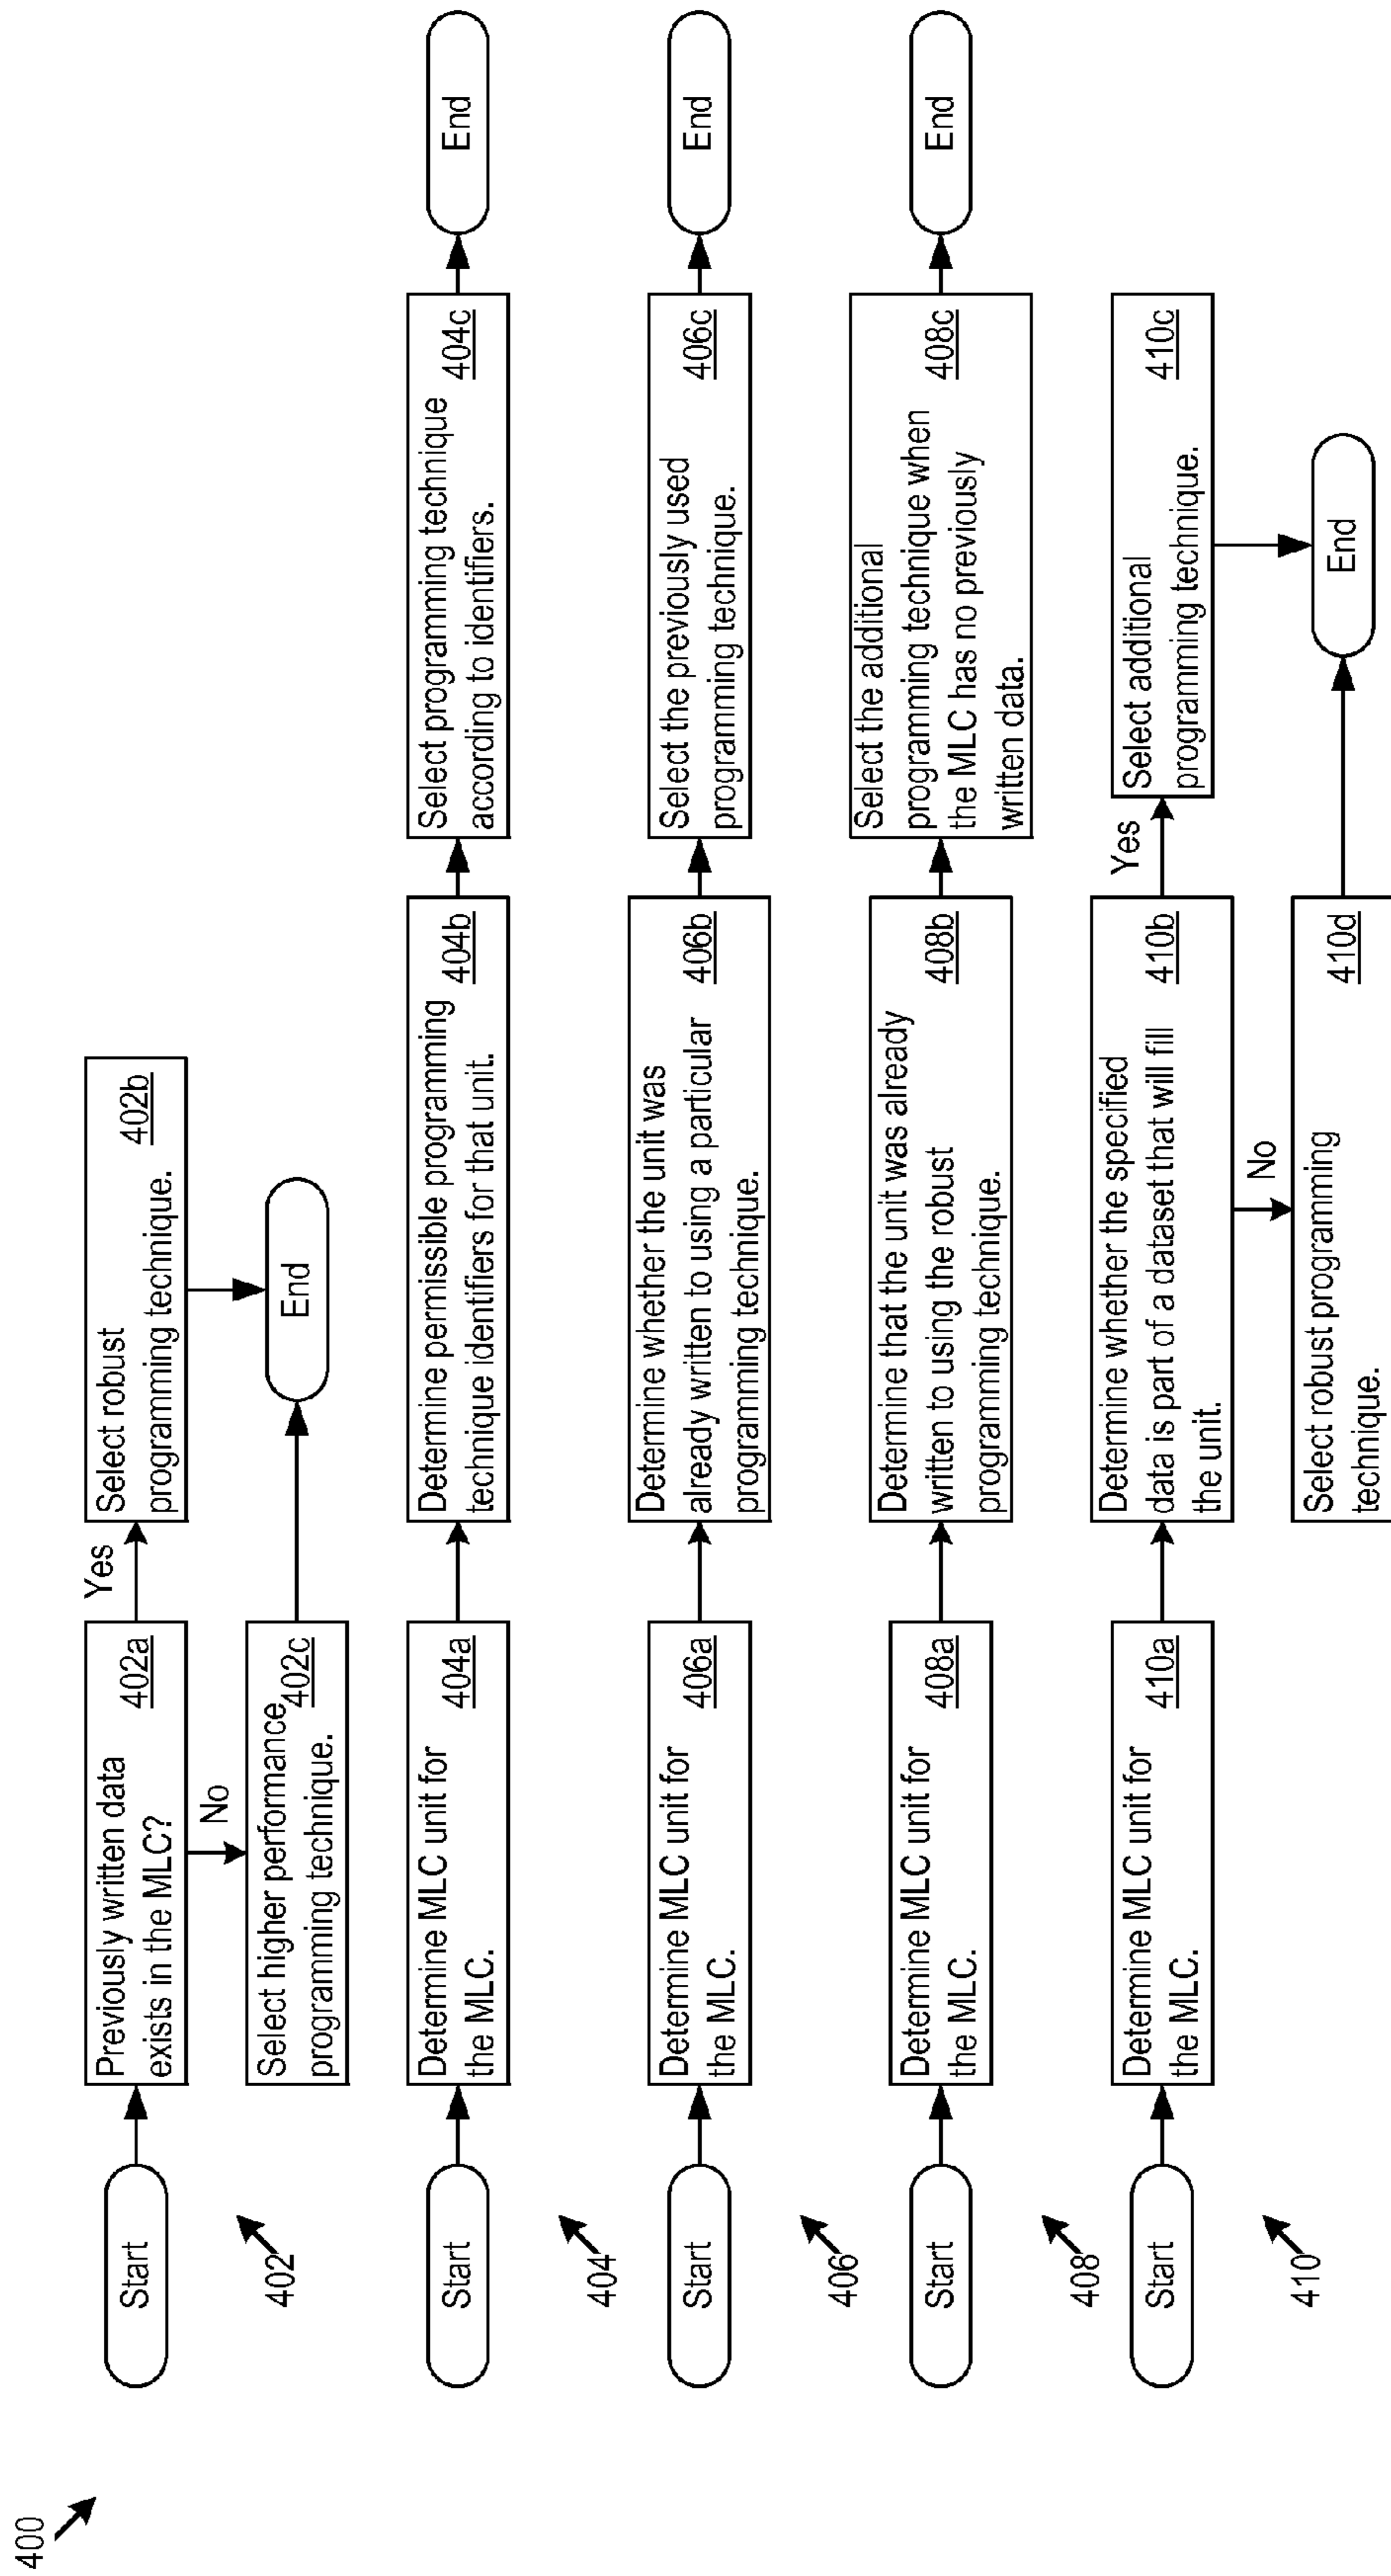 400
Start
Previously written data
exists in the MLC?
402a
Yes
Select robust
programming technique.
402b
No
Select higher performance
programming technique.
402c
End
402
Start
Determine MLC unit for
the MLC.
404a
Determine permissible programming
technique identifiers for that unit.
404b
Select programming technique
according to identifiers.
404c
End
404
Start
Determine MLC unit for
the MLC.
406a
Determine whether the unit was
already written to using a particular
programming technique.
406b
Select the previously used
programming technique.
406c
End
406
Start
Determine MLC unit for
the MLC.
408a
Determine that the unit was already
written to using the robust
programming technique.
408b
Select the additional
programming technique when
the MLC has no previously
written data.
408c
End
408
Start
Determine MLC unit for
the MLC.
410a
Determine whether the specified
data is part of a dataset that will fill
the unit.
410b
Yes
Select additional
programming technique.
410c
No
Select robust programming
technique.
410d
End
410